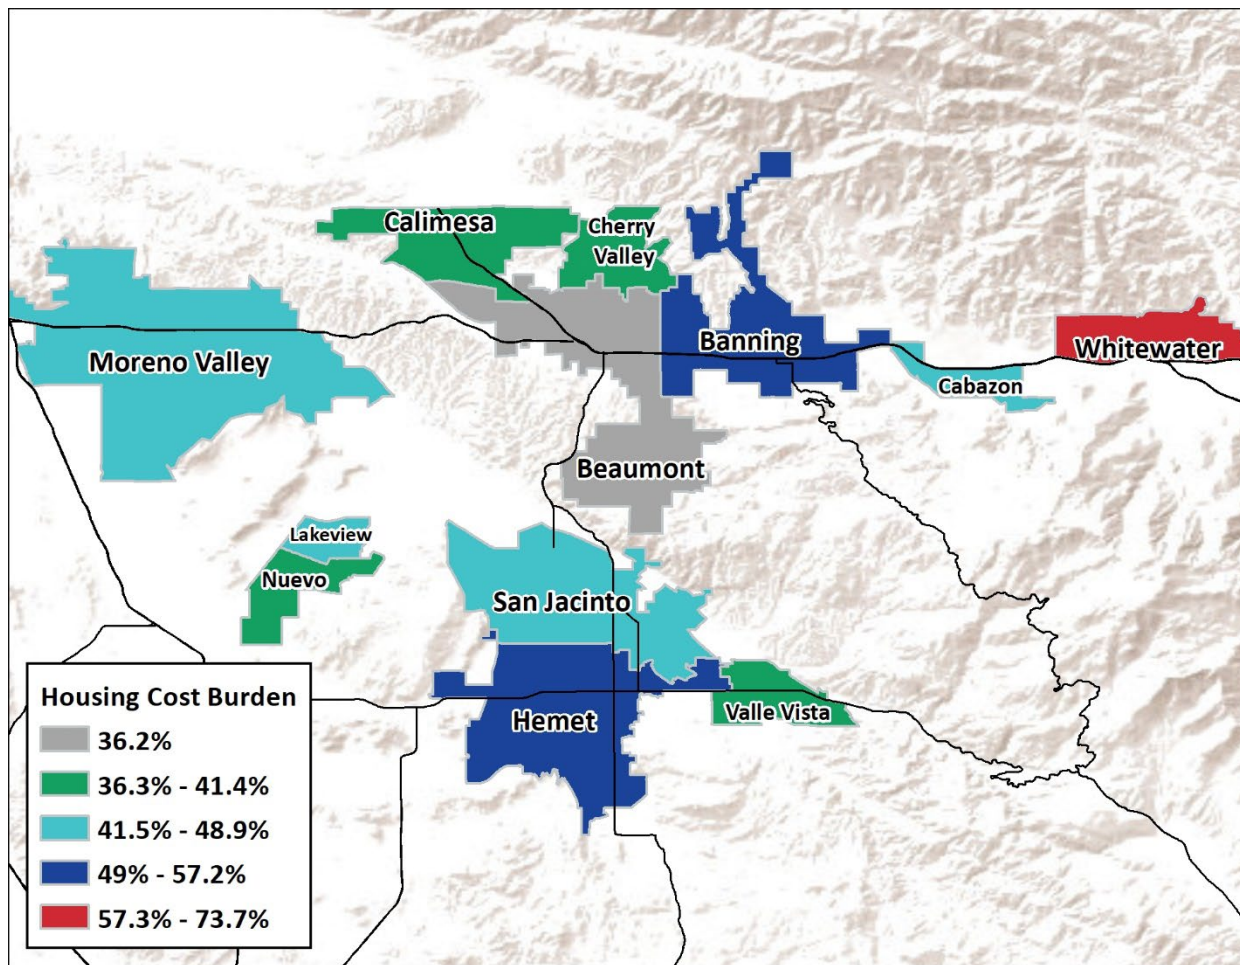 Calimesa
Cherry
Valley
Banning
Moreno Valley
Whitewater
Cabazon
Beaumont
Lakeview
Nuevo
San Jacinto
Hemet
Valle Vista
Housing Cost Burden
36.2%
36.3% - 41.4%
41.5% - 48.9%
49% - 57.2%
57.3% - 73.7%